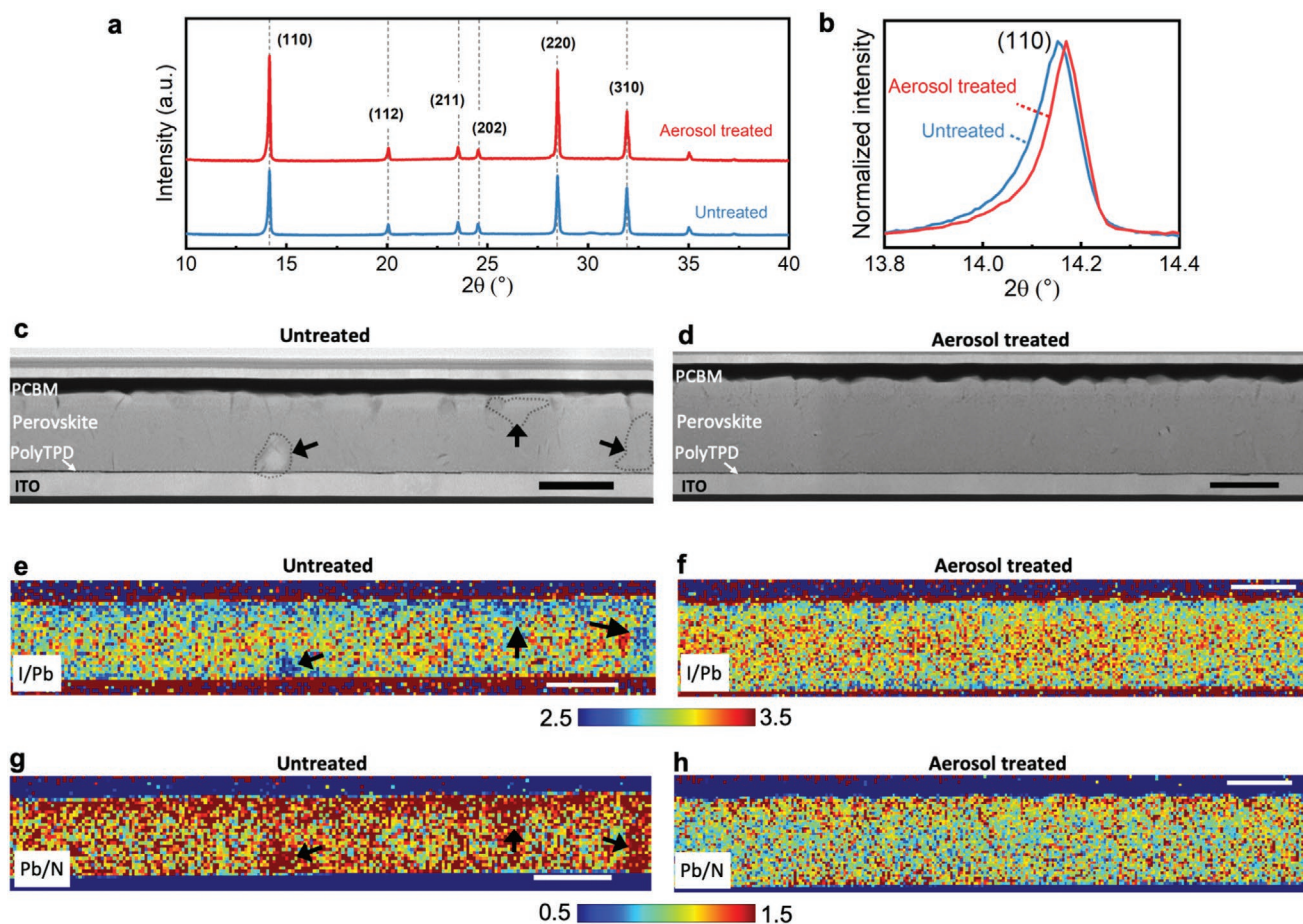 a
Intensity (a.u.)
(110)
(112)
(211)
(202)
(220)
(310)
Aerosol treated
Untreated
10
15
20
25
30
35
40
2θ (°)
b
Normalized intensity
(110)
Aerosol treated
Untreated
13.8
14.0
14.2
14.4
2θ (°)
c
Untreated
PCBM
Perovskite
PolyTPD
ITO
d
Aerosol treated
PCBM
Perovskite
PolyTPD
ITO
e
Untreated
I/Pb
f
Aerosol treated
I/Pb
2.5
3.5
g
Untreated
Pb/N
h
Aerosol treated
Pb/N
0.5
1.5